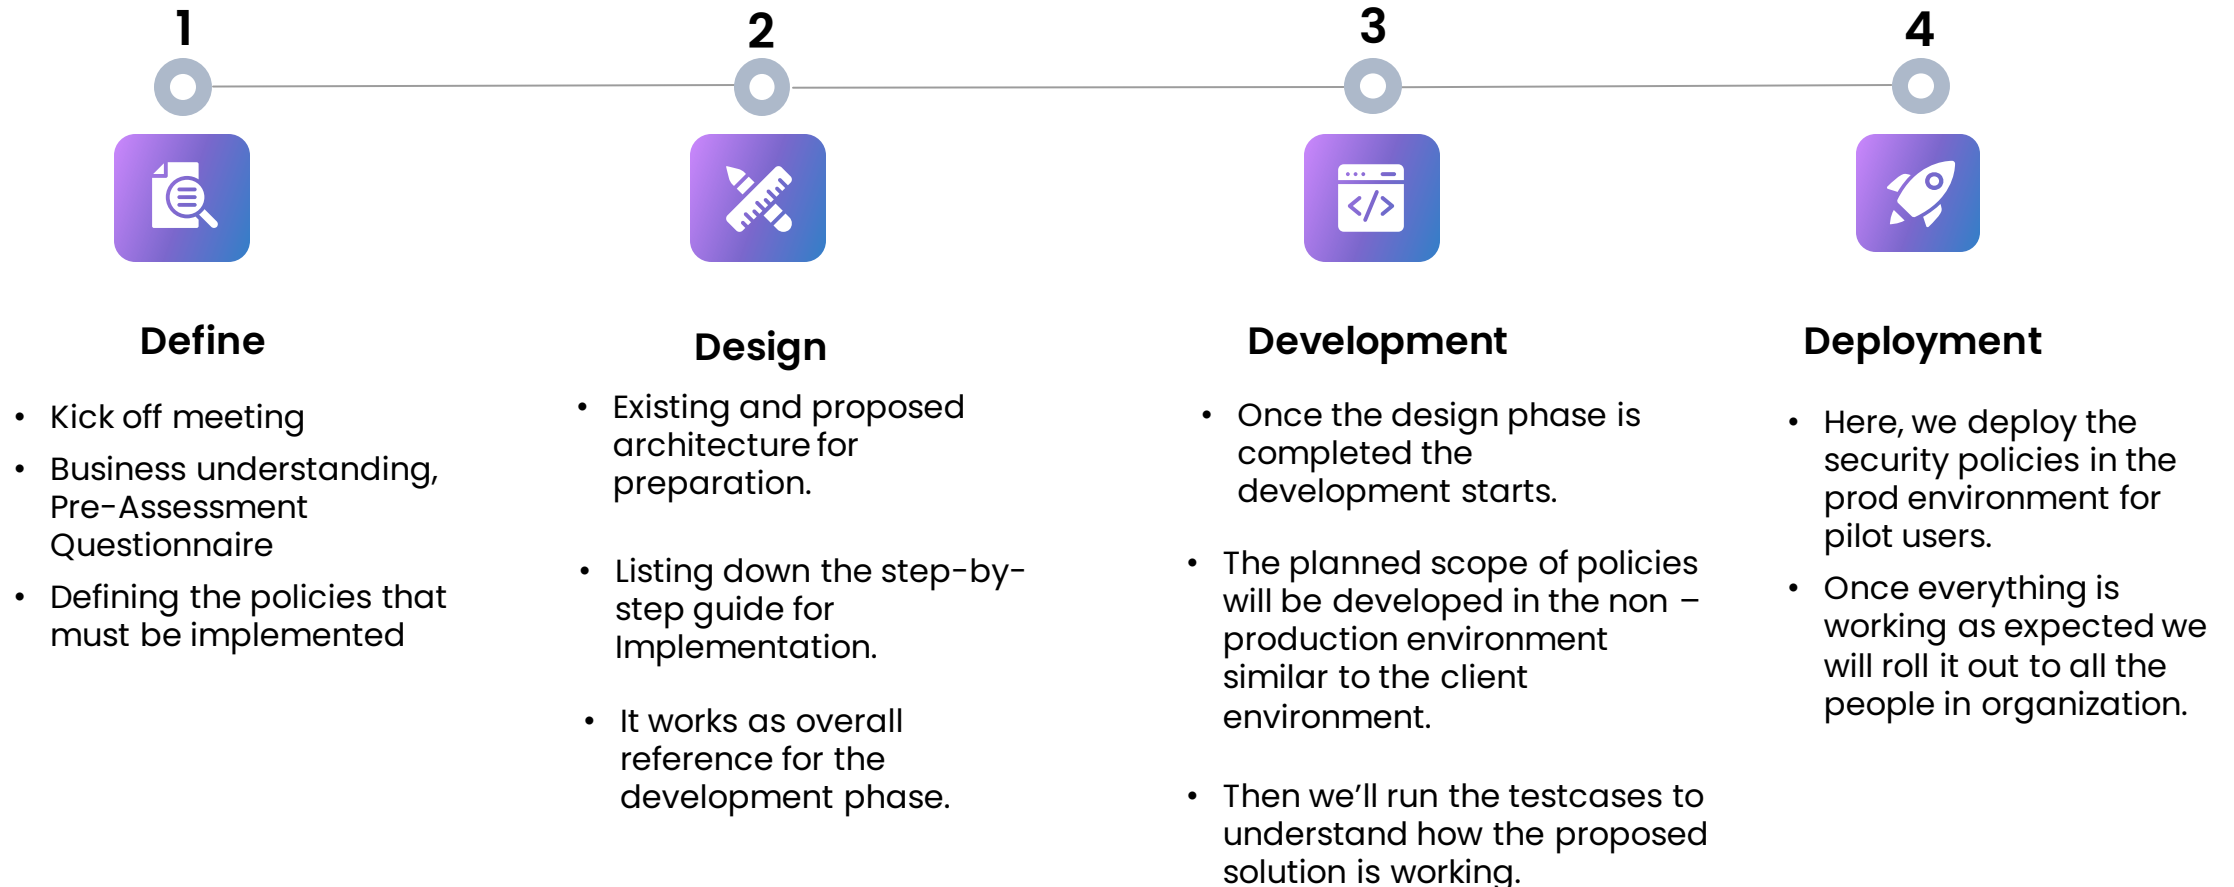 1
2
3
4
Define
• Kick off meeting
• Business understanding,
Pre-Assessment
Questionnaire
• Defining the policies that
must be implemented
Design
• Existing and proposed
architecture for
preparation.
• Listing down the step-by-
step guide for
Implementation.
• It works as overall
reference for the
development phase.
Development
• Once the design phase is
completed the
development starts.
• The planned scope of policies
will be developed in the non –
production environment
similar to the client
environment.
• Then we’ll run the testcases to
understand how the proposed
solution is working.
Deployment
• Here, we deploy the
security policies in the
prod environment for
pilot users.
• Once everything is
working as expected we
will roll it out to all the
people in organization.